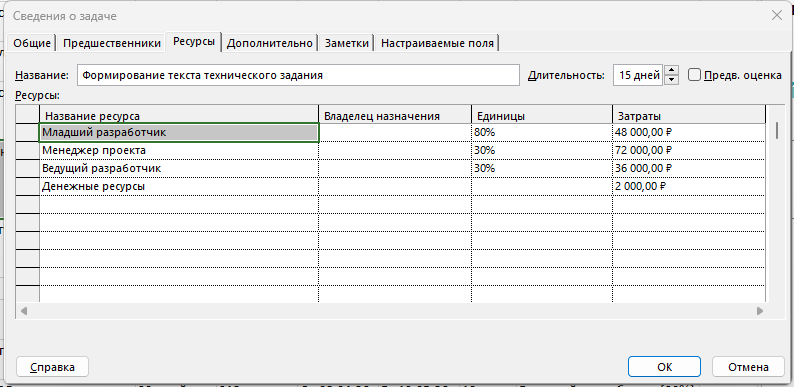 Сведения о задаче
Общие Предшественники Ресурсы Дополнительно Заметки Настраиваемые поля
Название: Формирование текста технического задания Длительность: 15 дней Предв. оценка
Ресурсы:
Название ресурса Владелец назначения Единицы Затраты
Младший разработчик 80% 48 000,00 ₽
Менеджер проекта 30% 72 000,00 ₽
Ведущий разработчик 30% 36 000,00 ₽
Денежные ресурсы 2 000,00 ₽
Справка ОК Отмена